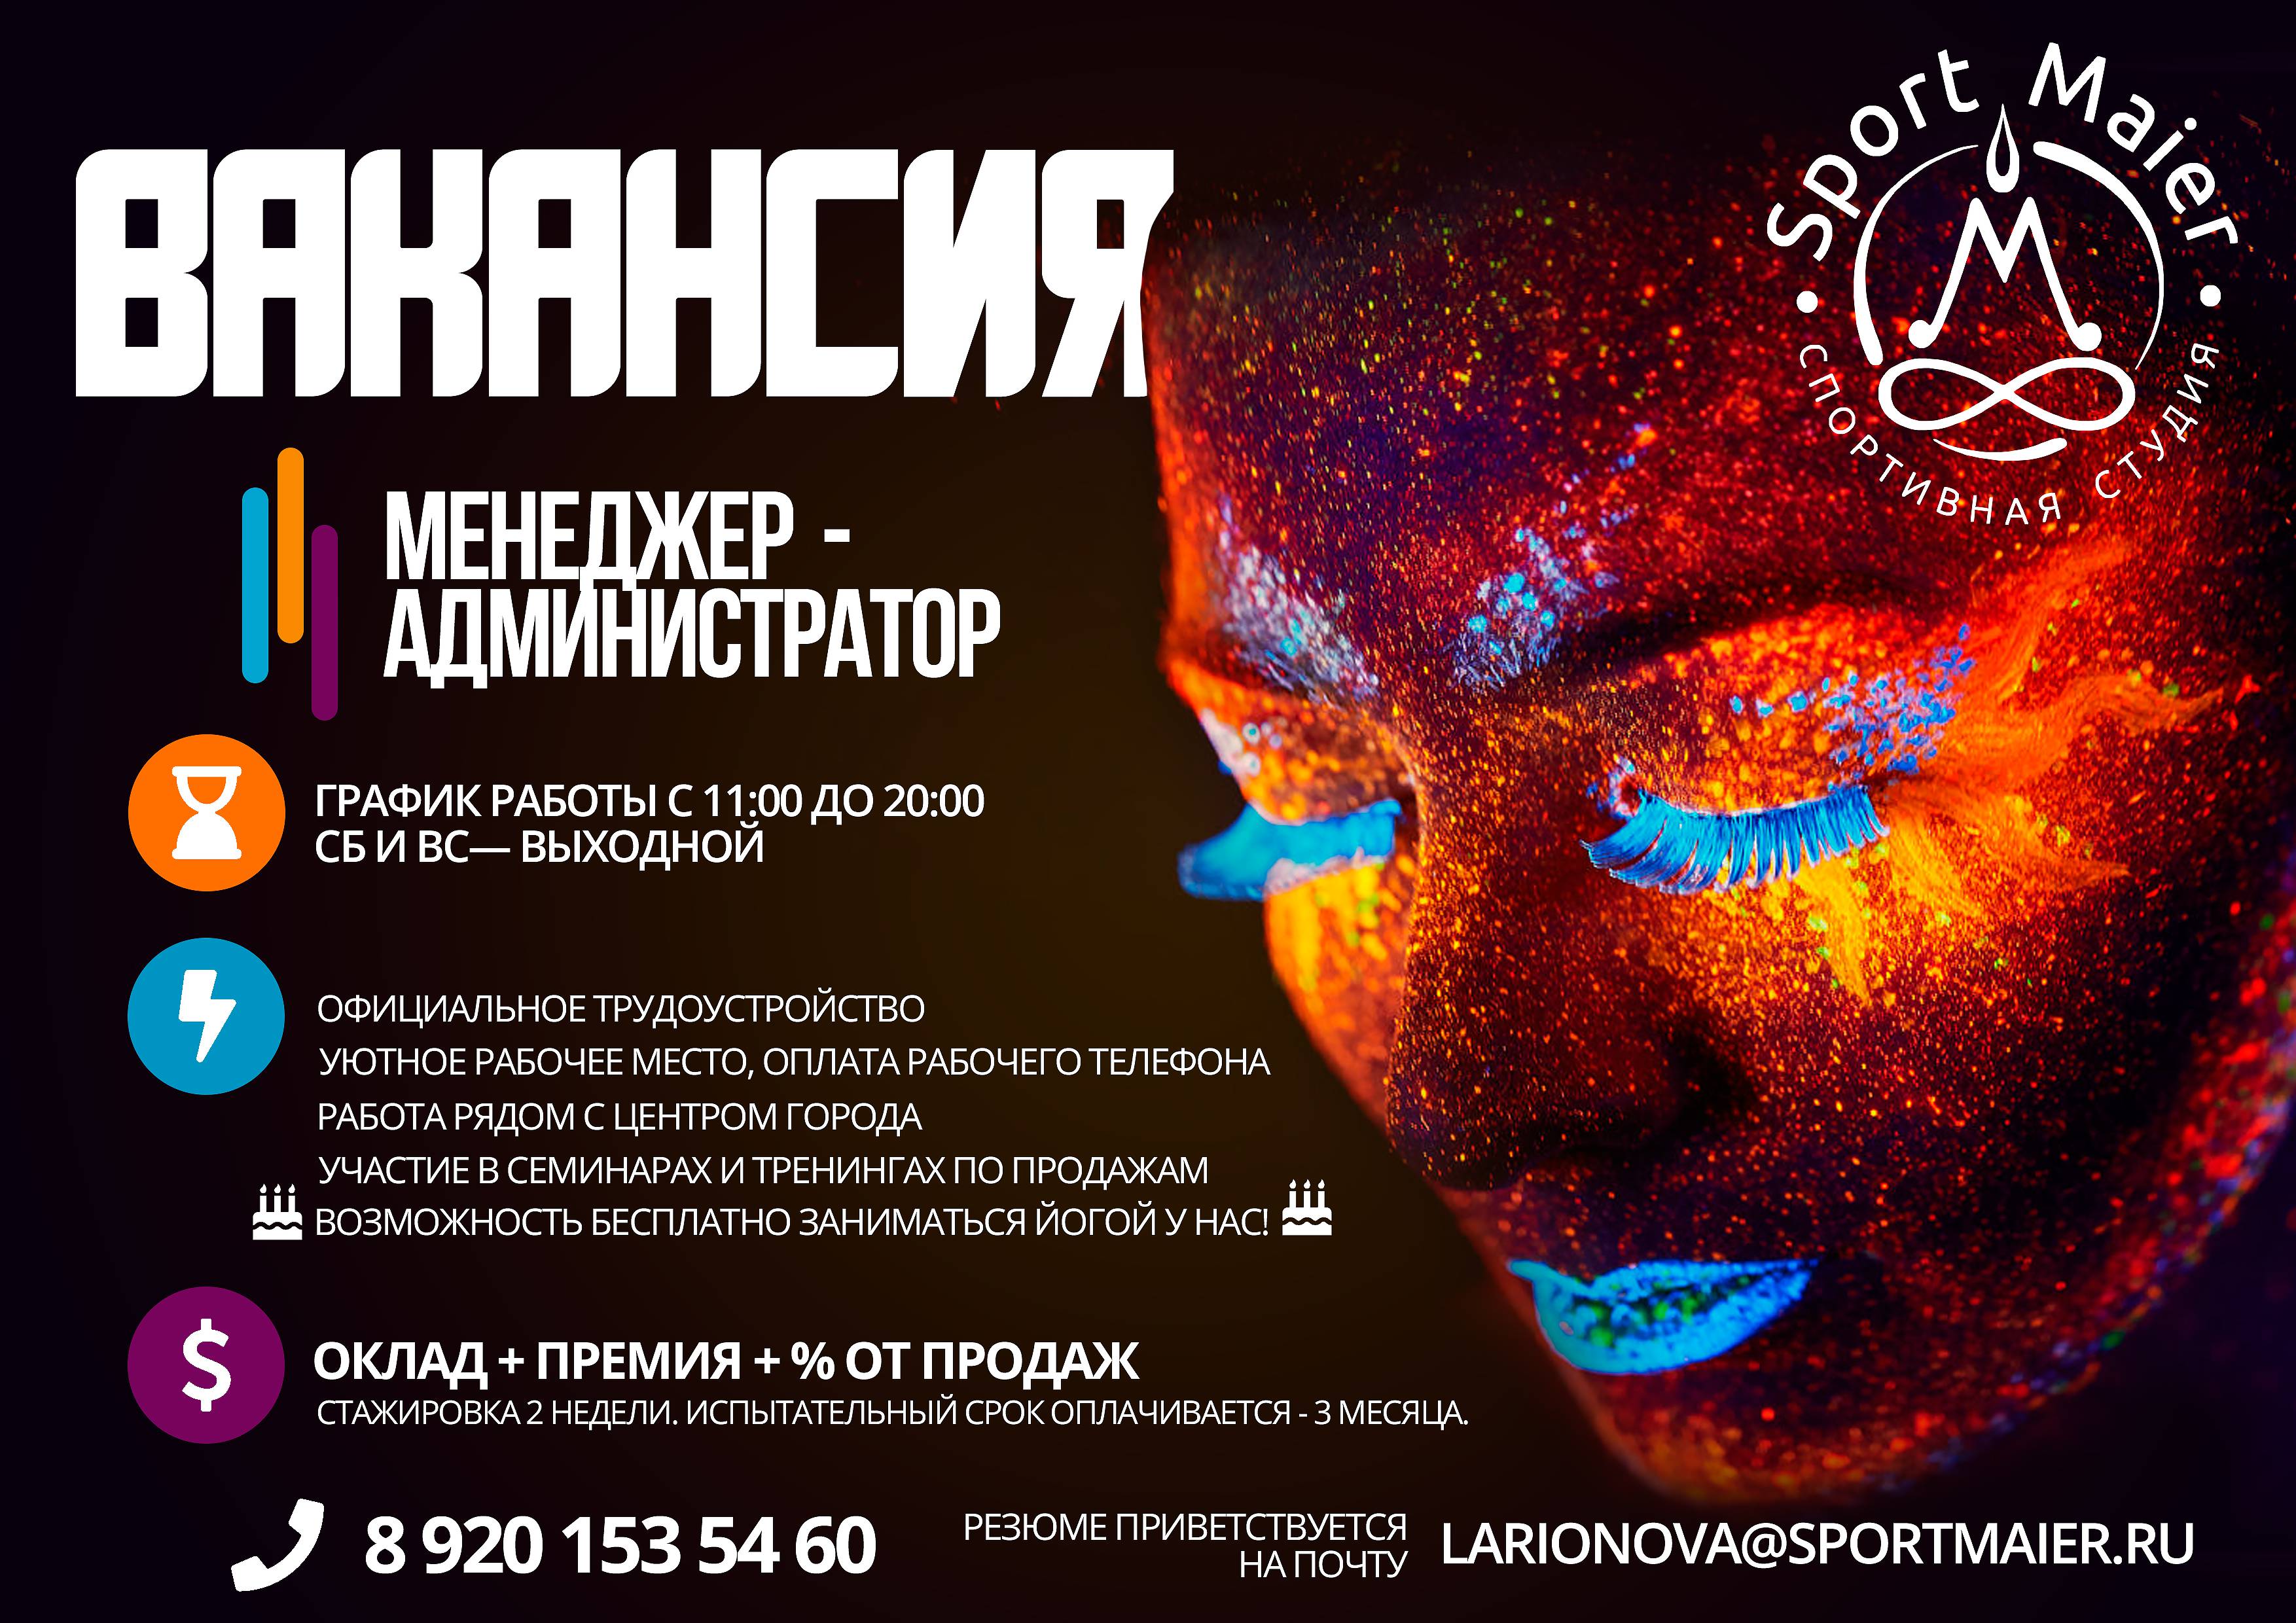 Sport Maier
СПОРТИВНАЯ СТУДИЯ
ВАКАНСИЯ
МЕНЕДЖЕР -
АДМИНИСТРАТОР
ГРАФИК РАБОТЫ С 11:00 ДО 20:00
СБ И ВС— ВЫХОДНОЙ
ОФИЦИАЛЬНОЕ ТРУДОУСТРОЙСТВО
УЮТНОЕ РАБОЧЕЕ МЕСТО, ОПЛАТА РАБОЧЕГО ТЕЛЕФОНА
РАБОТА РЯДОМ С ЦЕНТРОМ ГОРОДА
УЧАСТИЕ В СЕМИНАРАХ И ТРЕНИНГАХ ПО ПРОДАЖАМ
ВОЗМОЖНОСТЬ БЕСПЛАТНО ЗАНИМАТЬСЯ ЙОГОЙ У НАС!
$ ОКЛАД + ПРЕМИЯ + % ОТ ПРОДАЖ
СТАЖИРОВКА 2 НЕДЕЛИ. ИСПЫТАТЕЛЬНЫЙ СРОК ОПЛАЧИВАЕТСЯ - 3 МЕСЯЦА.
8 920 153 54 60
РЕЗЮМЕ ПРИВЕТСТВУЕТСЯ
НА ПОЧТУ
LARIONOVA@SPORTMAIER.RU